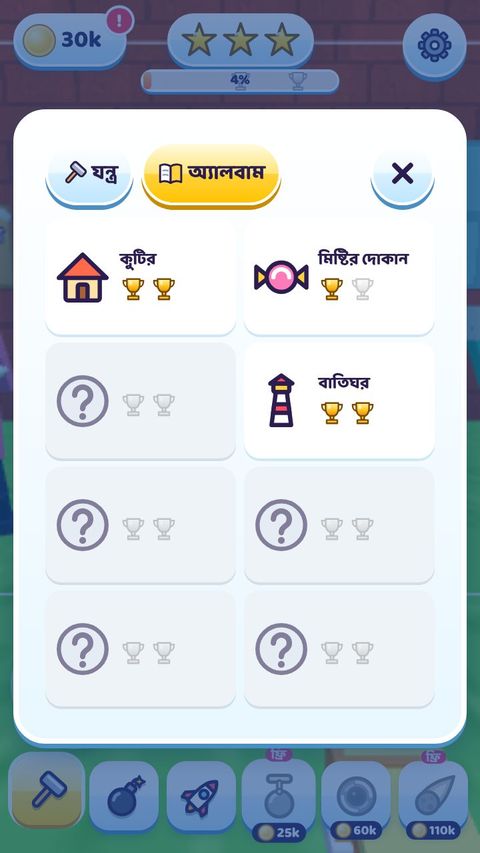 30k
!
4%
যন্ত্র
অ্যালবাম
কুটির
মিষ্টির দোকান
বাতিঘর
ফ্রি
ফ্রি
25k
60k
110k